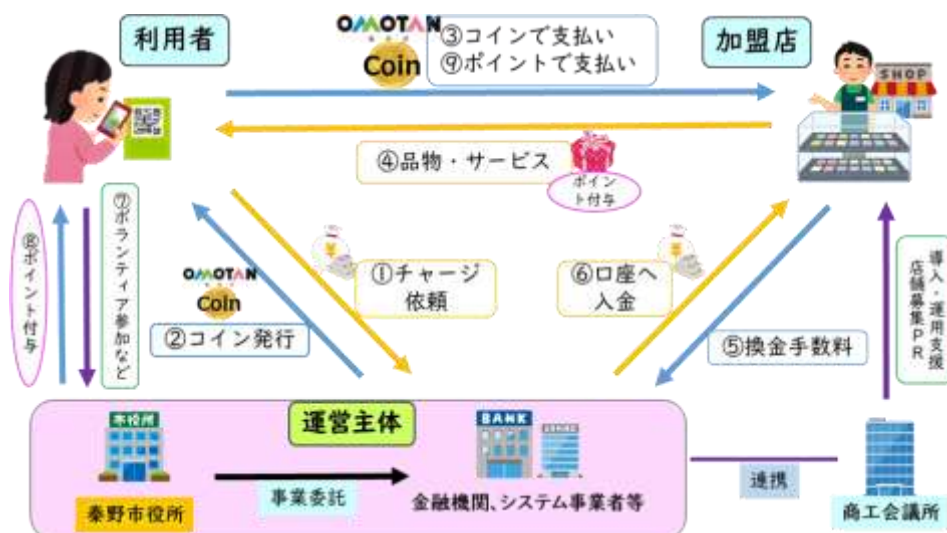 利用者
OMOTAN
Coin
③コインで支払い
⑨ポイントで支払い
加盟店
SHOP
④品物・サービス
ポイン
ト付与
⑧ポイント付与
⑦ボランティア参加など
OMOTAN
Coin
②コイン発行
①チャージ
依頼
⑥口座へ
入金
⑤換金手数料
導入・運用支援
店舗募集PR
運営主体
市役所
秦野市役所
事業委託
BANK
金融機関、システム事業者等
連携
商工会議所